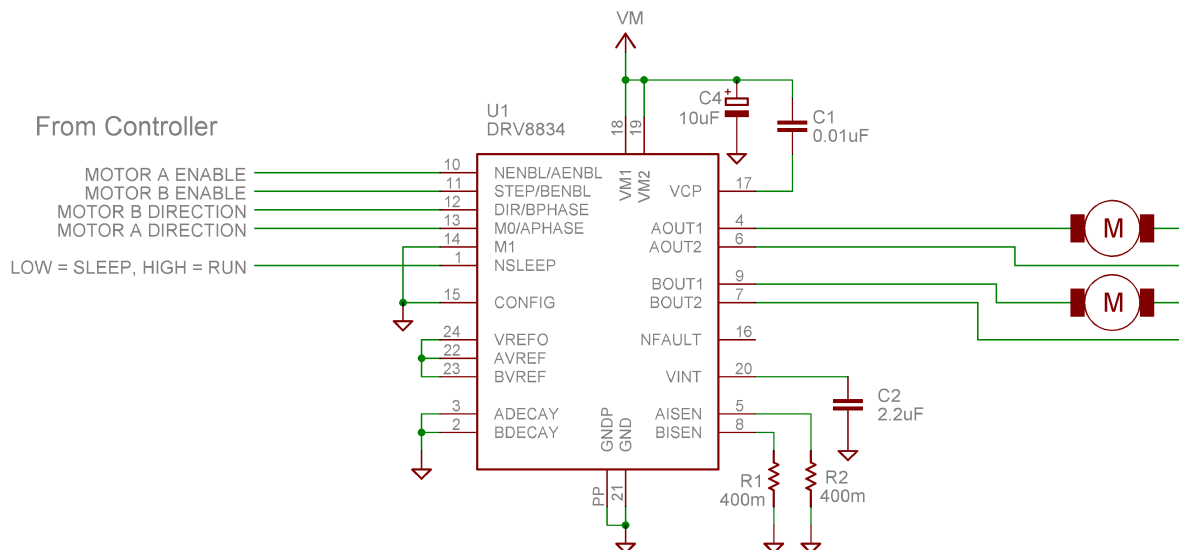 VM
From Controller
U1
DRV8834
C4
+
10uF
C1
0.01uF
18
19
VM1
VM2
MOTOR A ENABLE
10
NENBL/AENBL
MOTOR B ENABLE
11
STEP/BENBL
VCP
17
MOTOR B DIRECTION
12
DIR/BPHASE
MOTOR A DIRECTION
13
M0/APHASE
AOUT1
4
M
14
M1
AOUT2
6
LOW = SLEEP, HIGH = RUN
1
NSLEEP
BOUT1
9
15
CONFIG
BOUT2
7
M
24
VREFO
NFAULT
16
22
AVREF
23
BVREF
VINT
20
C2
2.2uF
3
ADECAY
AISEN
5
2
BDECAY
BISEN
8
GNDP
GND
PP
21
R1
400m
R2
400m